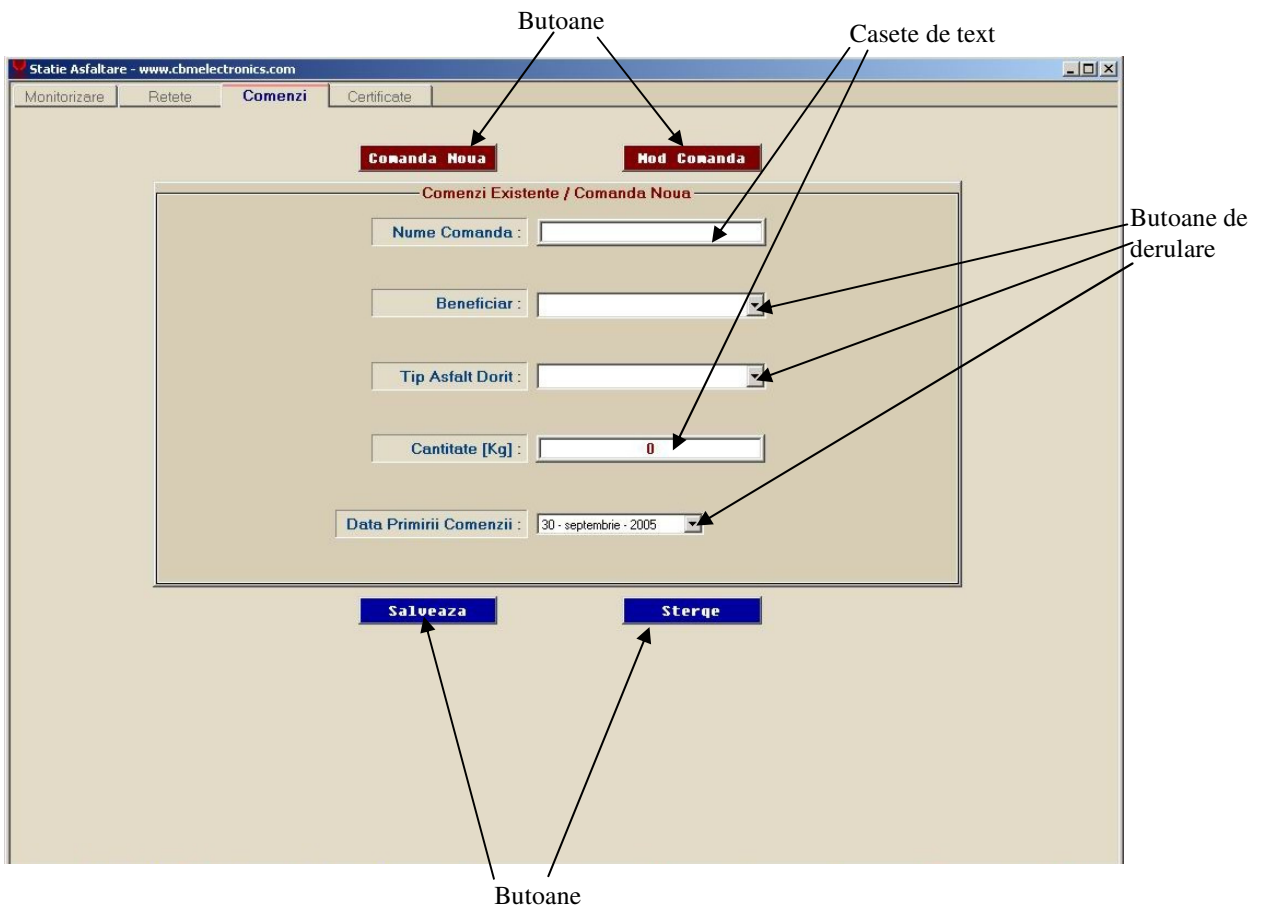 Butoane
Casete de text
Statie Asfaltare - www.cbmelectronics.com
Monitorizare Retete Comenzi Certificate
Comanda Noua Mod Comanda
Comenzi Existente / Comanda Noua
Nume Comanda :
Butoane de
derulare
Beneficiar :
Tip Asfalt Dorit :
Cantitate [Kg] : 0
Data Primirii Comenzii : 30 - septembrie - 2005
Salveaza Sterge
Butoane